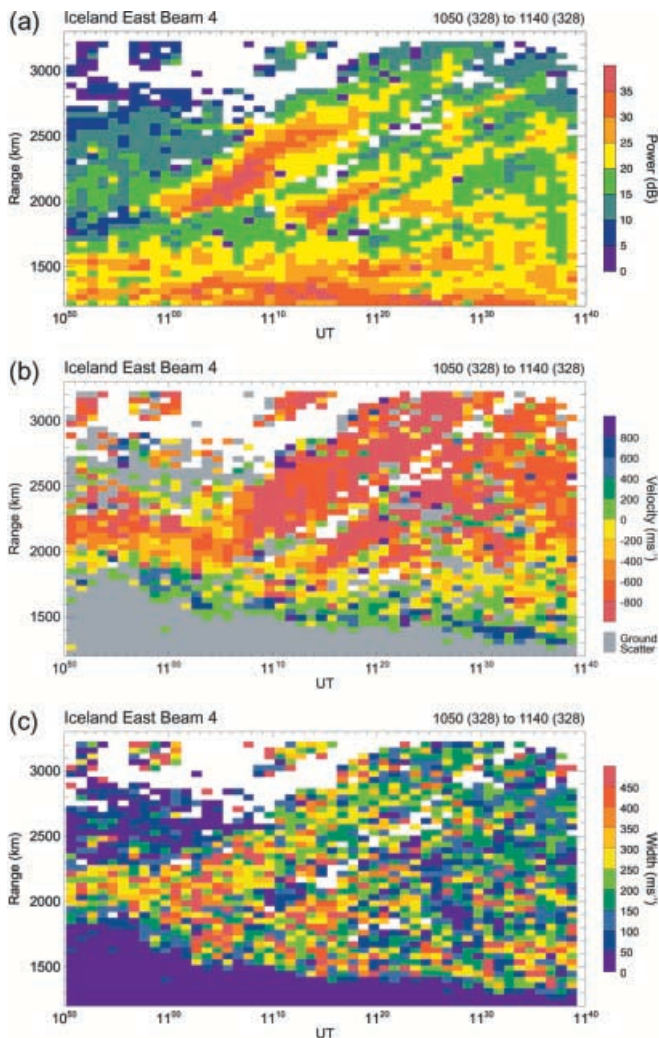 (a)
Iceland East Beam 4 1050 (328) to 1140 (328)
3000
2500
2000
1500
Range (km)
10⁵⁰ 11⁰⁰ 11¹⁰ 11²⁰ 11³⁰ 11⁴⁰
UT
35
30
25
20
15
10
5
0
Power (dB)
(b)
Iceland East Beam 4 1050 (328) to 1140 (328)
3000
2500
2000
1500
Range (km)
10⁵⁰ 11⁰⁰ 11¹⁰ 11²⁰ 11³⁰ 11⁴⁰
UT
800
600
400
200
0
-200
-400
-600
-800
Velocity (ms⁻¹)
Ground
Scatter
(c)
Iceland East Beam 4 1050 (328) to 1140 (328)
3000
2500
2000
1500
Range (km)
10⁵⁰ 11⁰⁰ 11¹⁰ 11²⁰ 11³⁰ 11⁴⁰
UT
450
400
350
300
250
200
150
100
50
0
Width (ms⁻¹)